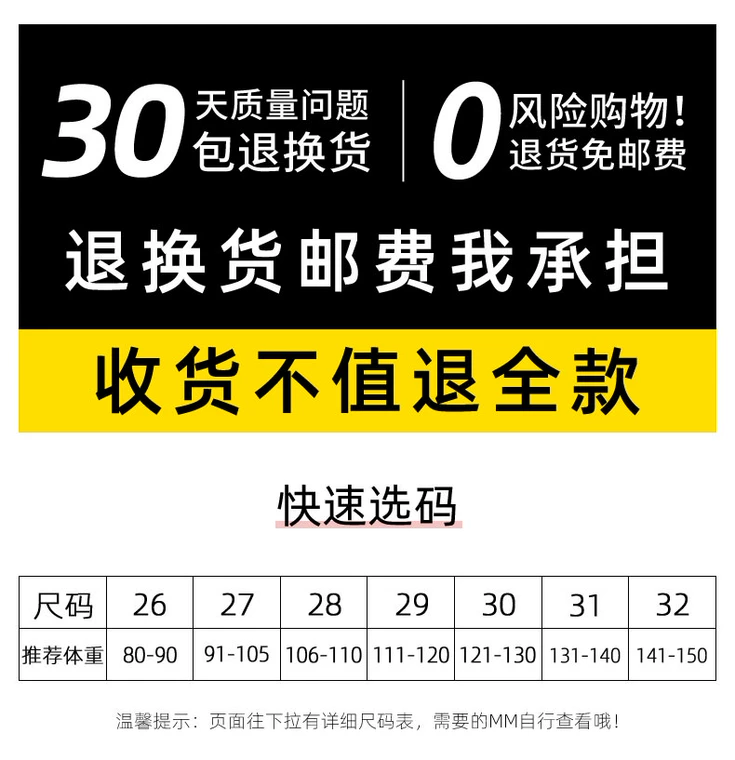 30天质量问题包退换货
0风险购物！退货免邮费
退换货邮费我承担
收货不值退全款
快速选码
尺码 26 27 28 29 30 31 32
推荐体重 80-90 91-105 106-110 111-120 121-130 131-140 141-150
温馨提示：页面往下拉有详细尺码表，需要的MM自行查看哦！